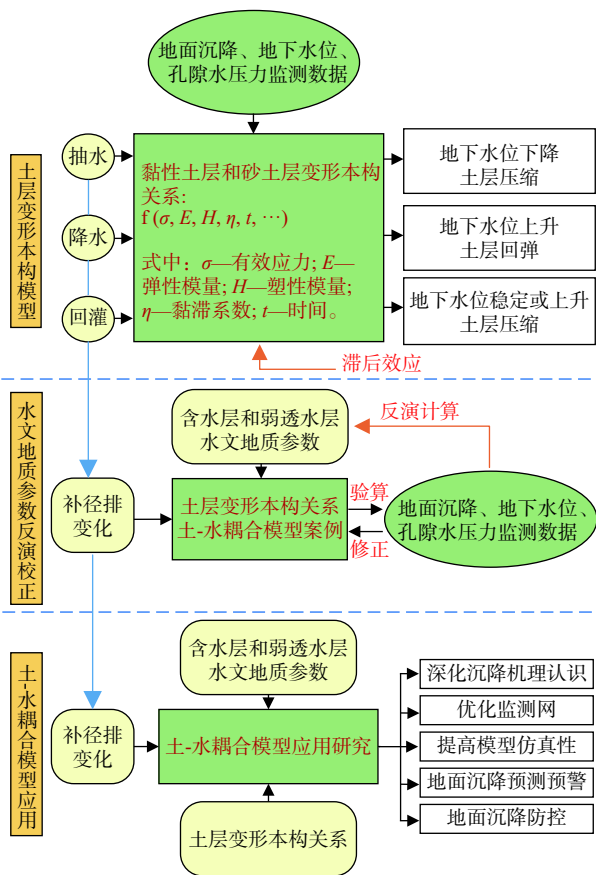 地面沉降、地下水位、
孔隙水压力监测数据
土层变形本构模型
抽水
降水
回灌
黏性土层和砂土层变形本构
关系:
f (σ, E, H, η, t, ···)
式中：σ—有效应力; E—
弹性模量; H—塑性模量;
η—黏滞系数; t—时间。
地下水位下降
土层压缩
地下水位上升
土层回弹
地下水位稳定或上升
土层压缩
滞后效应
水文地质参数反演校正
含水层和弱透水层
水文地质参数
反演计算
补径排
变化
土层变形本构关系
土-水耦合模型案例
验算
修正
地面沉降、地下水位、
孔隙水压力监测数据
土-水耦合模型应用
含水层和弱透水层
水文地质参数
补径排
变化
土-水耦合模型应用研究
土层变形本构关系
深化沉降机理认识
优化监测网
提高模型仿真性
地面沉降预测预警
地面沉降防控